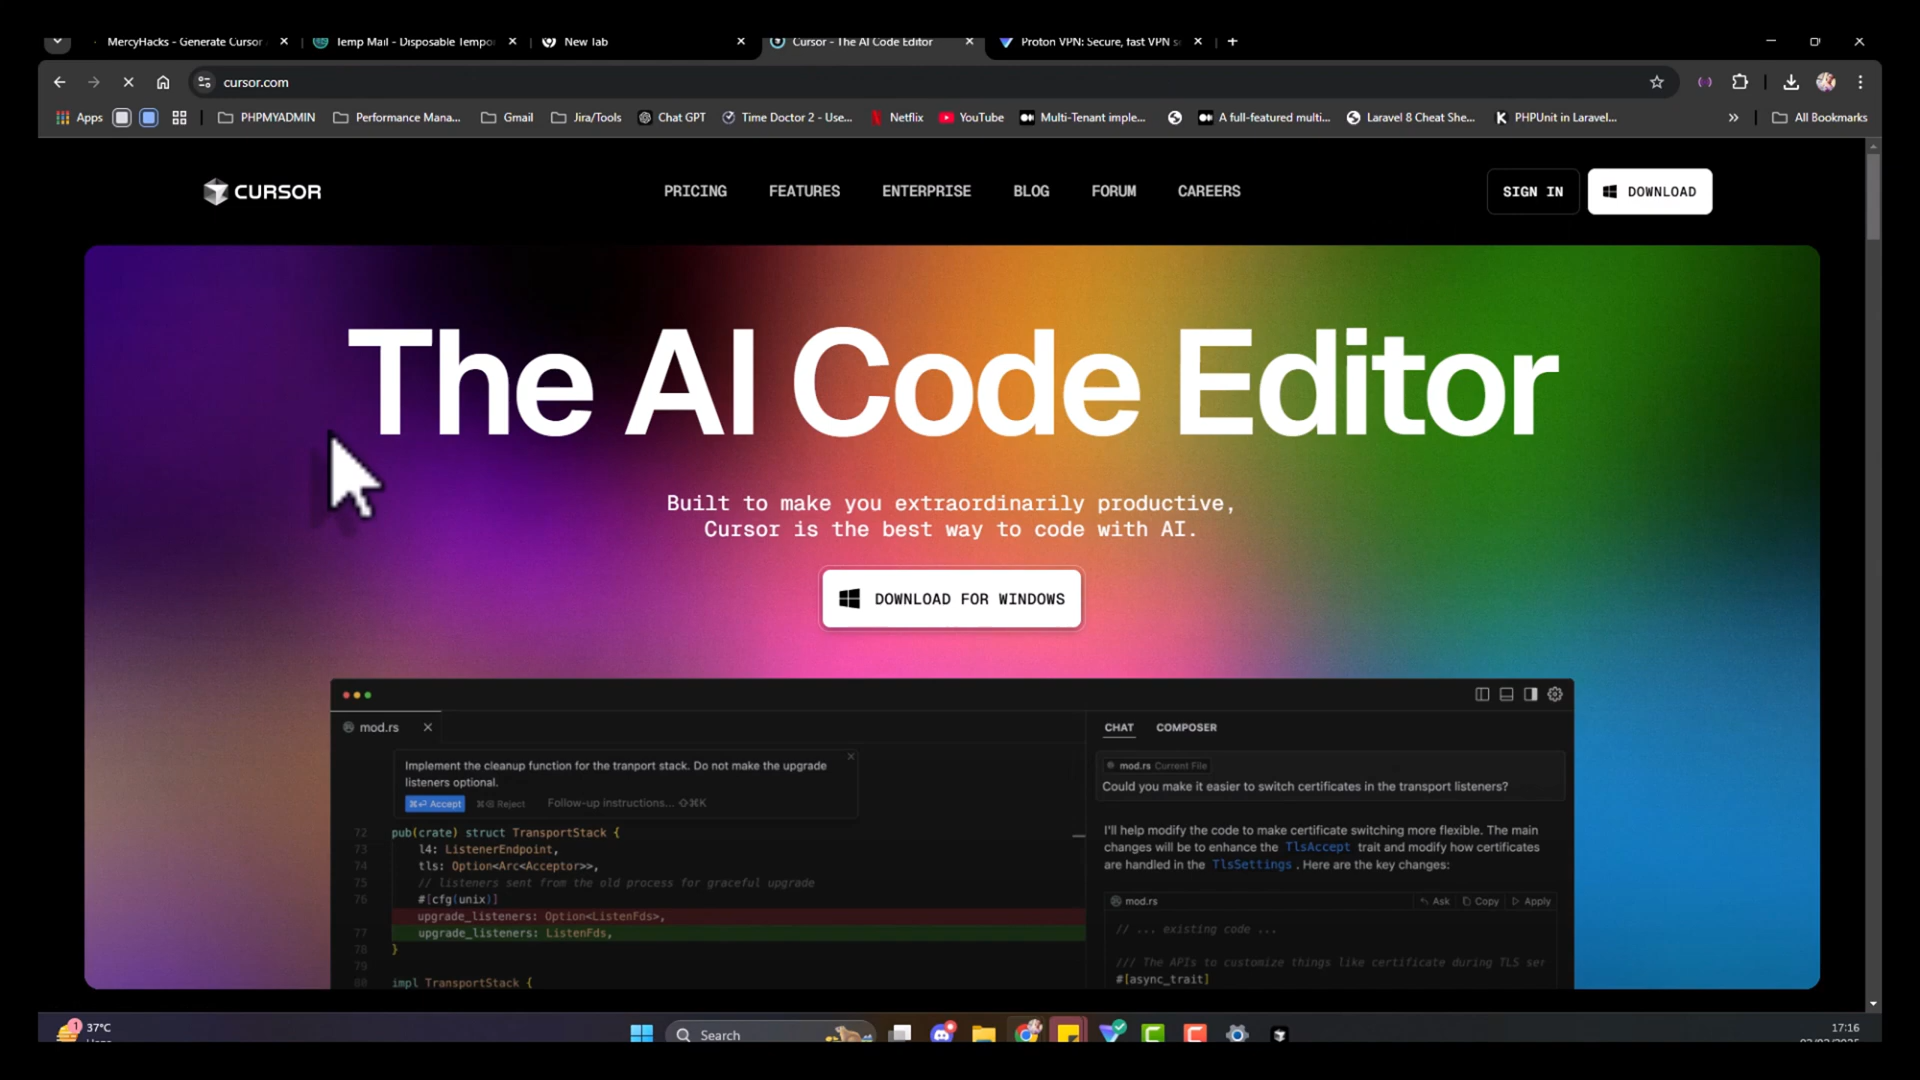 MercyHacks - Generate Cursor
Temp Mail - Disposable Tempo
New Tab
Cursor - The AI Code Editor
Proton VPN: Secure, fast VPN s
cursor.com
Apps
PHPMYADMIN
Performance Mana...
Gmail
Jira/Tools
Chat GPT
Time Doctor 2 - Use...
Netflix
YouTube
Multi-Tenant imple...
A full-featured multi...
Laravel 8 Cheat She...
PHPUnit in Laravel...
All Bookmarks
CURSOR
PRICING
FEATURES
ENTERPRISE
BLOG
FORUM
CAREERS
SIGN IN
DOWNLOAD
The AI Code Editor
Built to make you extraordinarily productive,
Cursor is the best way to code with AI.
DOWNLOAD FOR WINDOWS
mod.rs
Implement the cleanup function for the tranport stack. Do not make the upgrade
listeners optional.
Accept
Reject
Follow-up instructions... ⇧⌘K
72 pub(crate) struct TransportStack {
73 l4: ListenerEndpoint,
74 tls: Option<Arc<Acceptor>>,
75 // listeners sent from the old process for graceful upgrade
76 #[cfg(unix)]
upgrade_listeners: Option<ListenFds>,
77 upgrade_listeners: ListenFds,
78 }
79
80 impl TransportStack {
CHAT
COMPOSER
mod.rs Current File
Could you make it easier to switch certificates in the transport listeners?
I'll help modify the code to make certificate switching more flexible. The main
changes will be to enhance the TlsAccept trait and modify how certificates
are handled in the TlsSettings . Here are the key changes:
mod.rs
Ask
Copy
Apply
// ... existing code ...
/// The APIs to customize things like certificate during TLS ser
#[async_trait]
1
37°C
Search
17:16